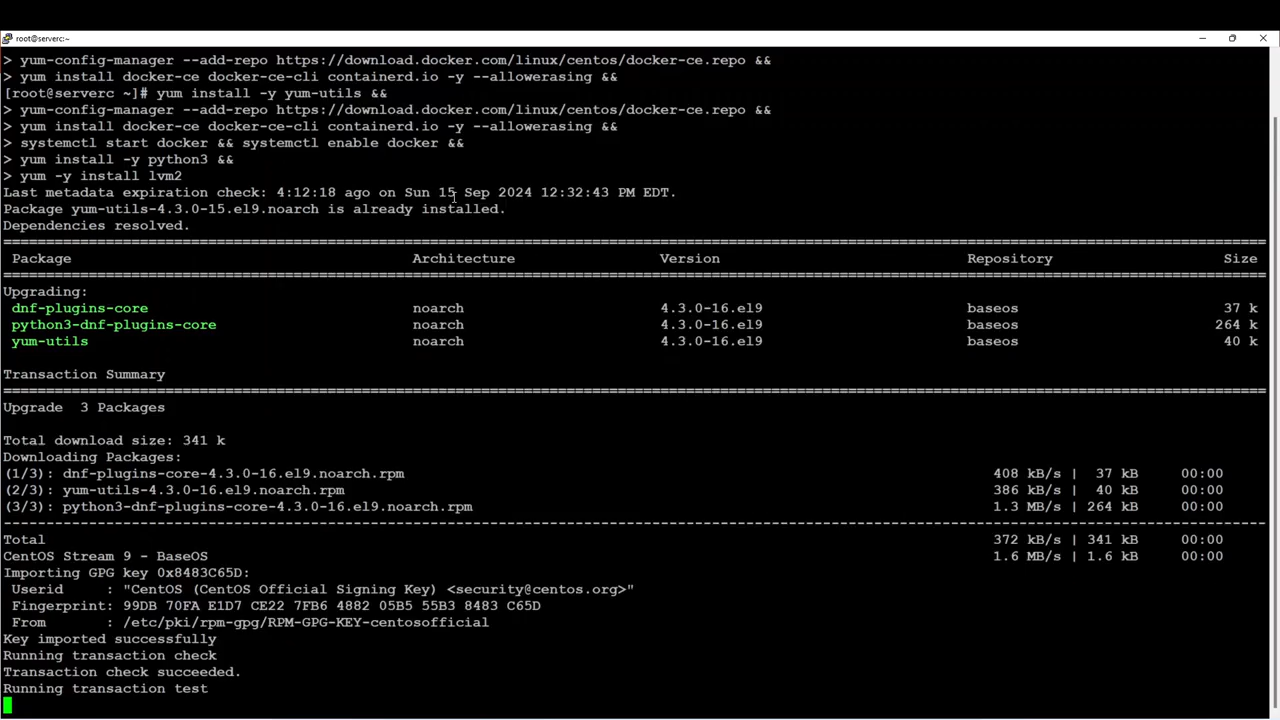 root@serverc:~
> yum-config-manager --add-repo https://download.docker.com/linux/centos/docker-ce.repo &&
> yum install docker-ce docker-ce-cli containerd.io -y --allowerasing &&
[root@serverc ~]# yum install -y yum-utils &&
> yum-config-manager --add-repo https://download.docker.com/linux/centos/docker-ce.repo &&
> yum install docker-ce docker-ce-cli containerd.io -y --allowerasing &&
> systemctl start docker && systemctl enable docker &&
> yum install -y python3 &&
> yum -y install lvm2
Last metadata expiration check: 4:12:18 ago on Sun 15 Sep 2024 12:32:43 PM EDT.
Package yum-utils-4.3.0-15.el9.noarch is already installed.
Dependencies resolved.
Package Architecture Version Repository Size
Upgrading:
dnf-plugins-core noarch 4.3.0-16.el9 baseos 37 k
python3-dnf-plugins-core noarch 4.3.0-16.el9 baseos 264 k
yum-utils noarch 4.3.0-16.el9 baseos 40 k
Transaction Summary
Upgrade 3 Packages
Total download size: 341 k
Downloading Packages:
(1/3): dnf-plugins-core-4.3.0-16.el9.noarch.rpm 408 kB/s | 37 kB 00:00
(2/3): yum-utils-4.3.0-16.el9.noarch.rpm 386 kB/s | 40 kB 00:00
(3/3): python3-dnf-plugins-core-4.3.0-16.el9.noarch.rpm 1.3 MB/s | 264 kB 00:00
Total 372 kB/s | 341 kB 00:00
CentOS Stream 9 - BaseOS 1.6 MB/s | 1.6 kB 00:00
Importing GPG key 0x8483C65D:
Userid : "CentOS (CentOS Official Signing Key) <security@centos.org>"
Fingerprint: 99DB 70FA E1D7 CE22 7FB6 4882 05B5 55B3 8483 C65D
From : /etc/pki/rpm-gpg/RPM-GPG-KEY-centosofficial
Key imported successfully
Running transaction check
Transaction check succeeded.
Running transaction test